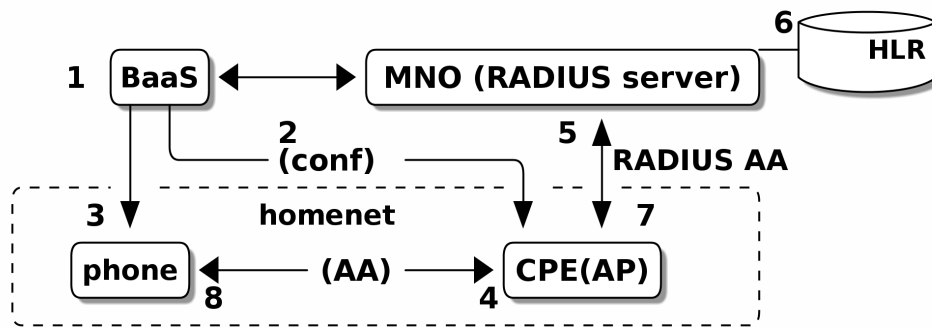 6
HLR
1
BaaS
MNO (RADIUS server)
2
(conf)
5
RADIUS AA
3
homenet
7
phone
(AA)
CPE(AP)
8
4